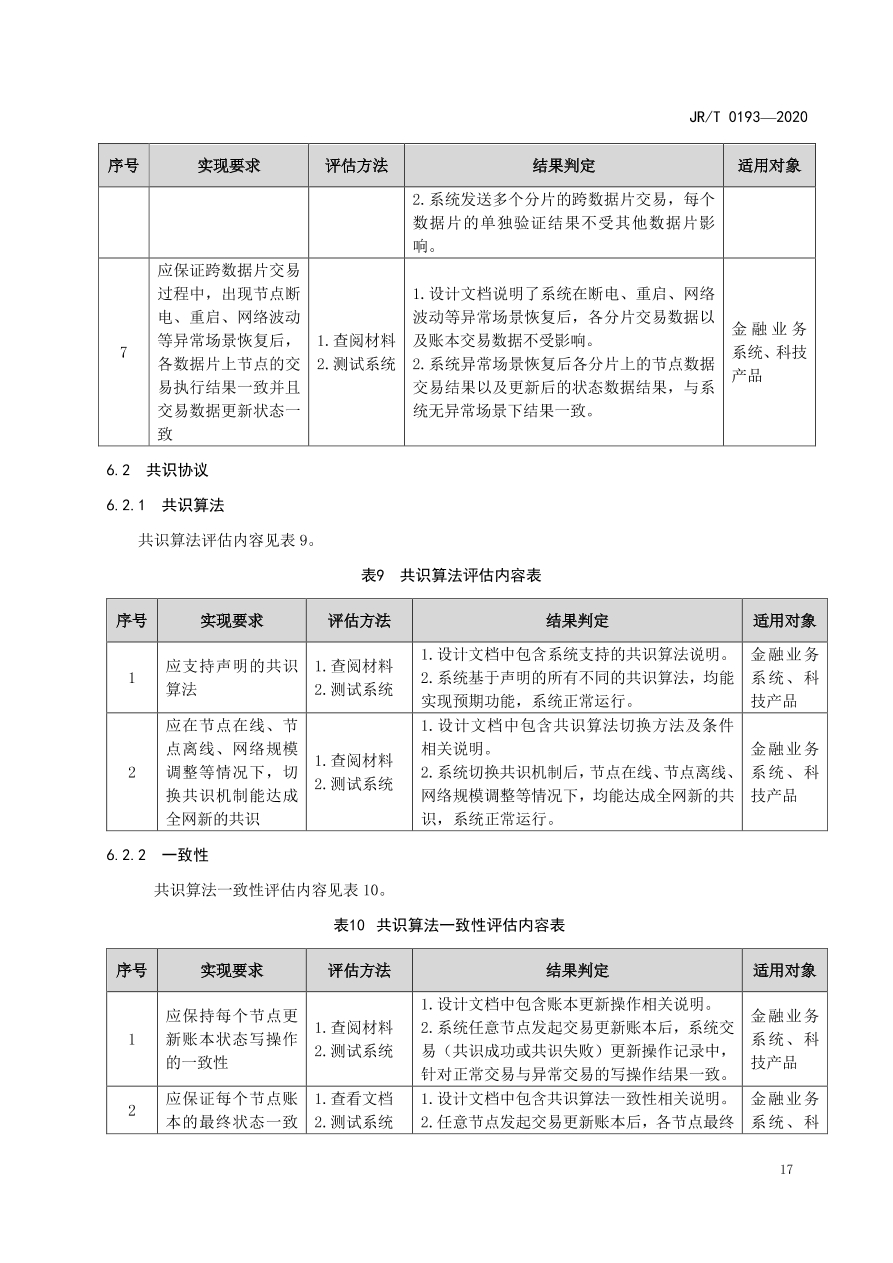 JR/T 0193—2020
序号 实现要求 评估方法 结果判定 适用对象
2.系统发送多个分片的跨数据片交易，每个
数据片的单独验证结果不受其他数据片影
响。
7
应保证跨数据片交易
过程中，出现节点断
电、重启、网络波动
等异常场景恢复后，
各数据片上节点的交
易执行结果一致并且
交易数据更新状态一
致
1.查阅材料
2.测试系统
1.设计文档说明了系统在断电、重启、网络
波动等异常场景恢复后，各分片交易数据以
及账本交易数据不受影响。
2.系统异常场景恢复后各分片上的节点数据
交易结果以及更新后的状态数据结果，与系
统无异常场景下结果一致。
金融业务
系统、科技
产品
6.2 共识协议
6.2.1 共识算法
共识算法评估内容见表 9。
表9 共识算法评估内容表
序号 实现要求 评估方法 结果判定 适用对象
1
应支持声明的共识
算法
1.查阅材料
2.测试系统
1.设计文档中包含系统支持的共识算法说明。
2.系统基于声明的所有不同的共识算法，均能
实现预期功能，系统正常运行。
金融业务
系统、科
技产品
2
应在节点在线、节
点离线、网络规模
调整等情况下，切
换共识机制能达成
全网新的共识
1.查阅材料
2.测试系统
1.设计文档中包含共识算法切换方法及条件
相关说明。
2.系统切换共识机制后，节点在线、节点离线、
网络规模调整等情况下，均能达成全网新的共
识，系统正常运行。
金融业务
系统、科
技产品
6.2.2 一致性
共识算法一致性评估内容见表 10。
表10 共识算法一致性评估内容表
序号 实现要求 评估方法 结果判定 适用对象
1
应保持每个节点更
新账本状态写操作
的一致性
1.查阅材料
2.测试系统
1.设计文档中包含账本更新操作相关说明。
2.系统任意节点发起交易更新账本后，系统交
易（共识成功或共识失败）更新操作记录中，
针对正常交易与异常交易的写操作结果一致。
金融业务
系统、科
技产品
2
应保证每个节点账
本的最终状态一致
1.查看文档
2.测试系统
1.设计文档中包含共识算法一致性相关说明。
2.任意节点发起交易更新账本后，各节点最终
金融业务
系统、科
17